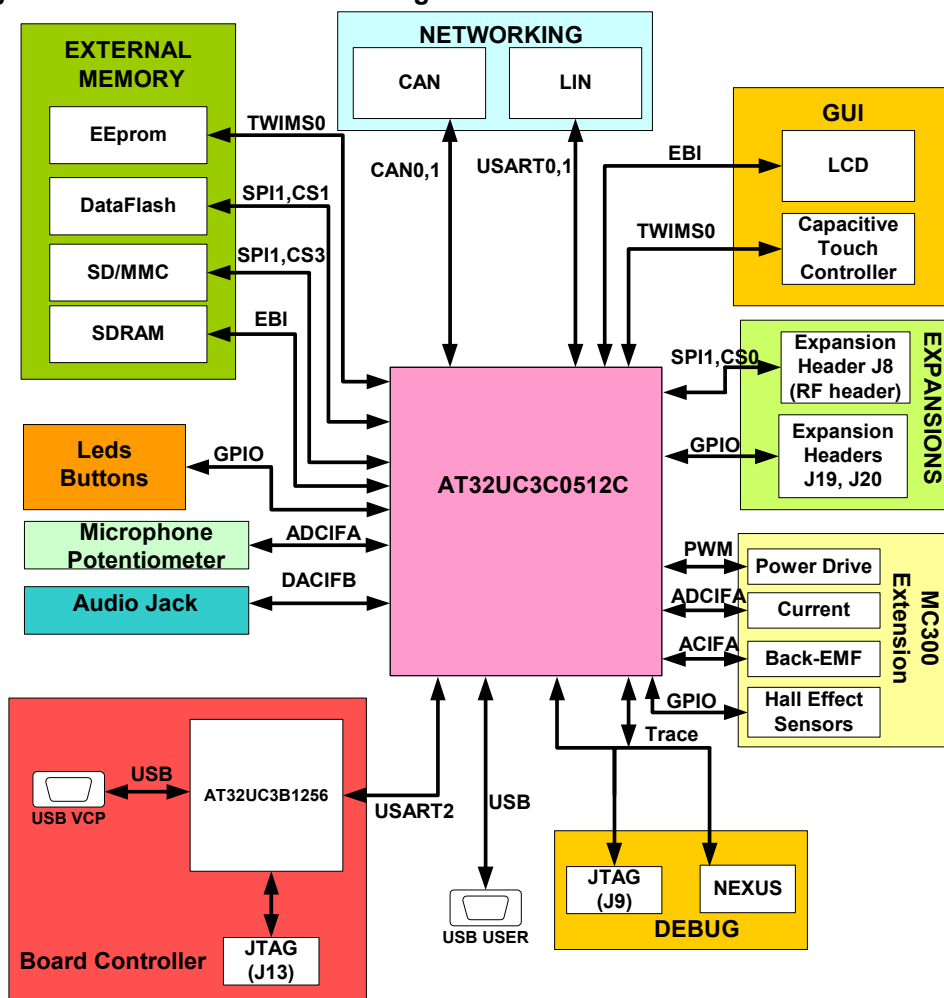 NETWORKING
CAN
LIN
EXTERNAL
MEMORY
EEprom
DataFlash
SD/MMC
SDRAM
TWIMS0
SPI1,CS1
SPI1,CS3
EBI
CAN0,1
USART0,1
EBI
TWIMS0
GUI
LCD
Capacitive
Touch
Controller
SPI1,CS0
GPIO
Expansion
Header J8
(RF header)
Expansion
Headers
J19, J20
EXPANSIONS
Leds
Buttons
GPIO
Microphone
Potentiometer
ADCIFA
Audio Jack
DACIFB
AT32UC3C0512C
PWM
ADCIFA
ACIFA
GPIO
Power Drive
Current
Back-EMF
Hall Effect
Sensors
MC300
Extension
Trace
USB
USB VCP
AT32UC3B1256
USART2
JTAG
(J13)
Board Controller
USB
USB USER
JTAG
(J9)
NEXUS
DEBUG